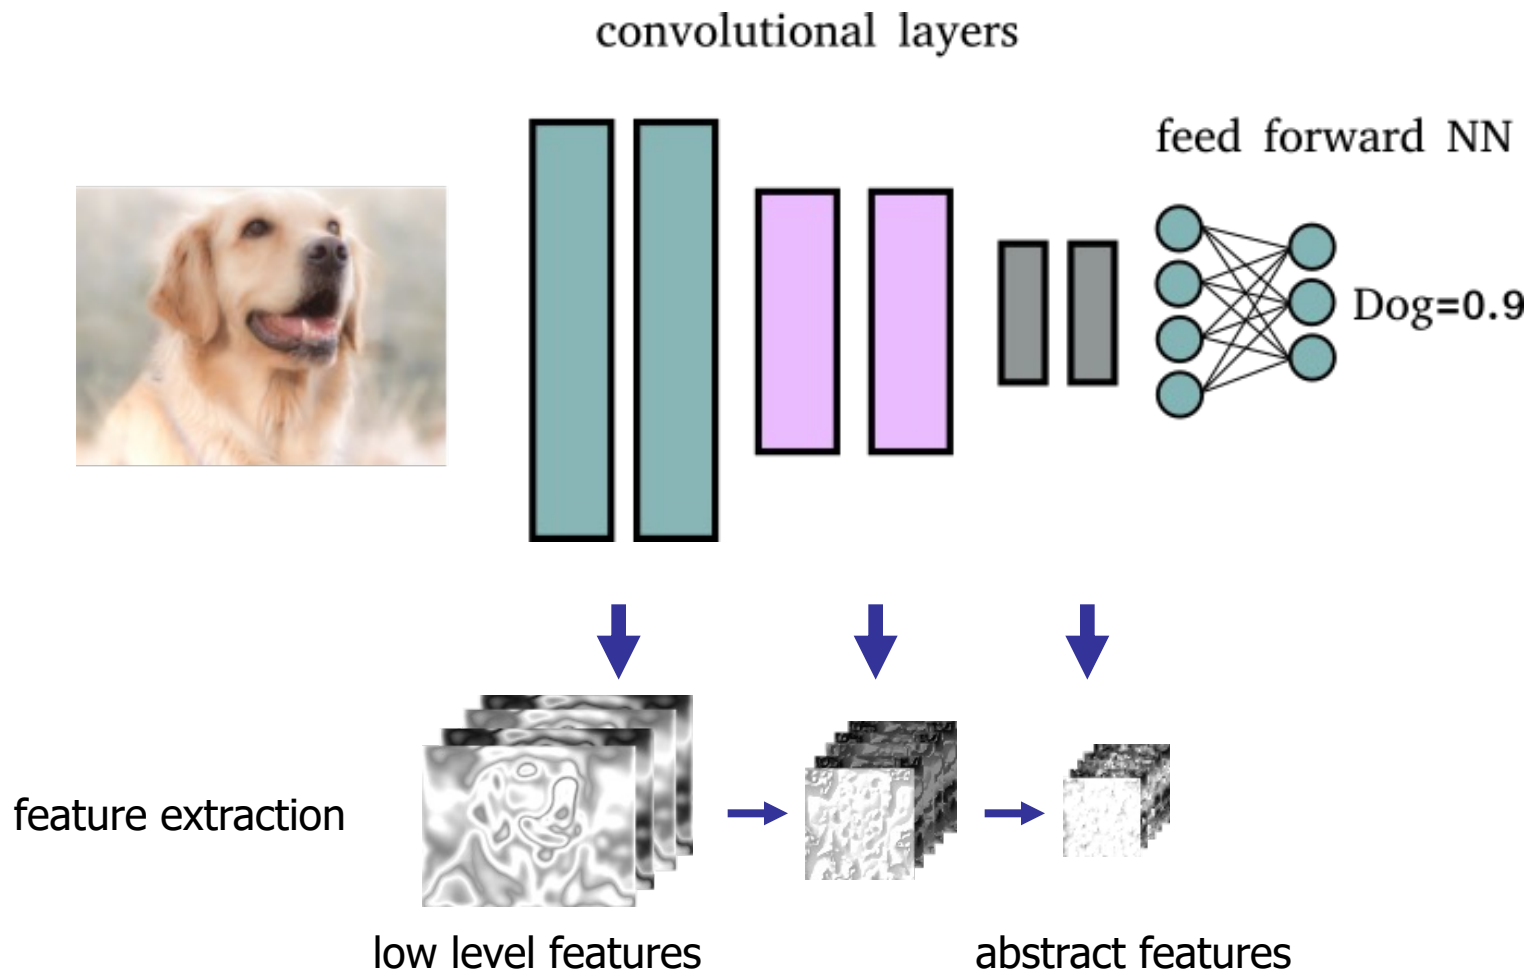 convolutional layers
feed forward NN
Dog=0.9
feature extraction
low level features
abstract features